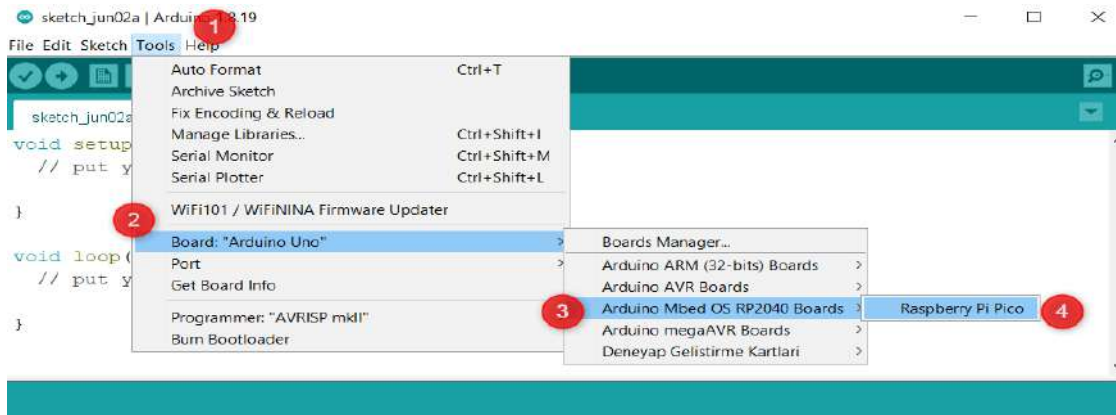 sketch_jun02a | Arduino 1.8.19
1
File Edit Sketch Tools Help
Auto Format Ctrl+T
Archive Sketch
sketch_jun02a
Fix Encoding & Reload
Manage Libraries... Ctrl+Shift+I
void setup
Serial Monitor Ctrl+Shift+M
// put y
Serial Plotter Ctrl+Shift+L
}
WiFi101 / WiFiNINA Firmware Updater
2
Board: "Arduino Uno" >
Boards Manager...
void loop(
Port >
Arduino ARM (32-bits) Boards >
// put y
Get Board Info
Arduino AVR Boards >
3
Arduino Mbed OS RP2040 Boards >
Raspberry Pi Pico
4
}
Programmer: "AVRISP mkII"
Arduino megaAVR Boards >
Burn Bootloader
Deneyap Gelistirme Kartlari >